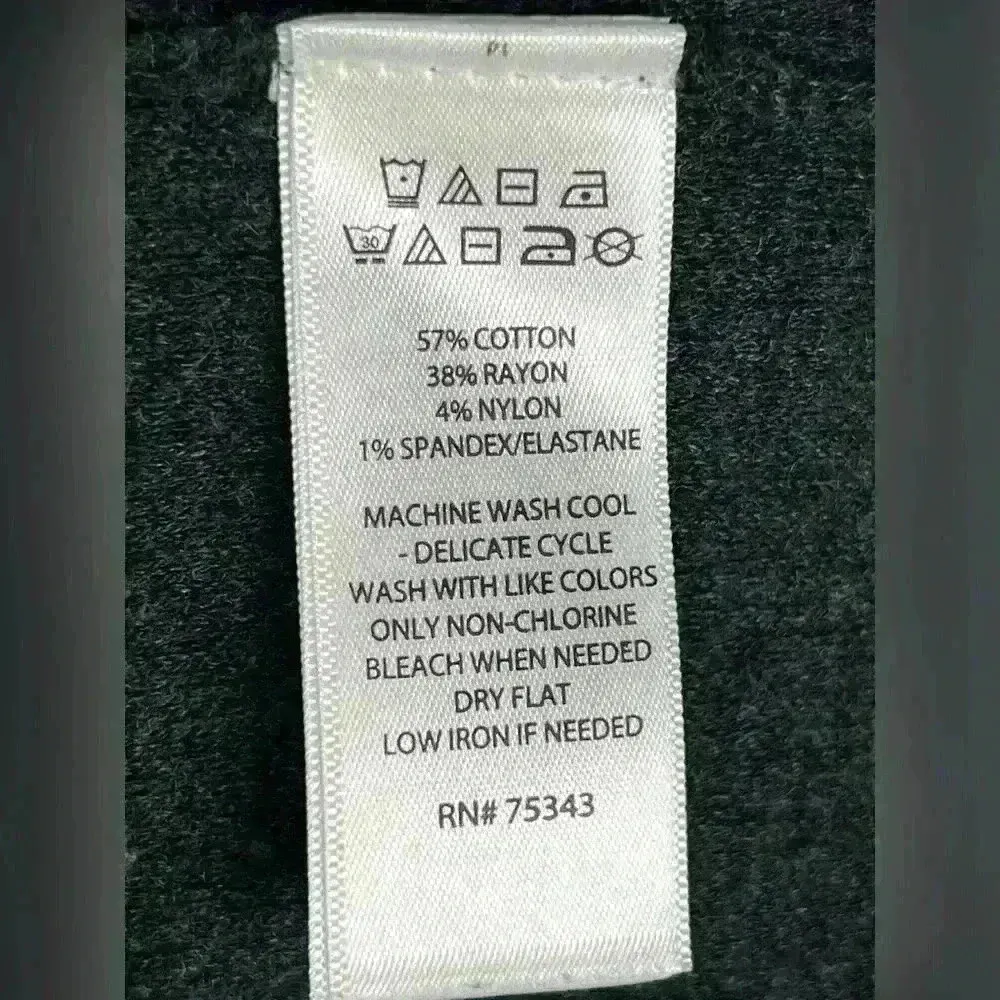 30
57% COTTON
38% RAYON
4% NYLON
1% SPANDEX/ELASTANE
MACHINE WASH COOL
- DELICATE CYCLE
WASH WITH LIKE COLORS
ONLY NON-CHLORINE
BLEACH WHEN NEEDED
DRY FLAT
LOW IRON IF NEEDED
RN# 75343